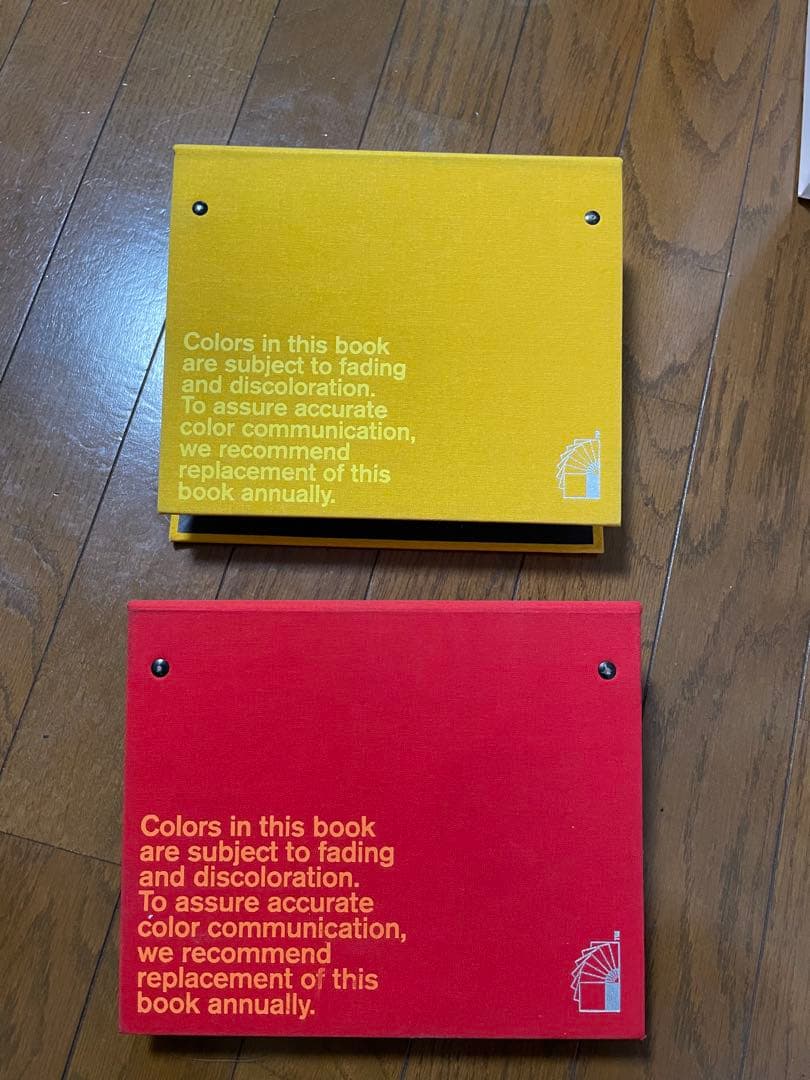 Colors in this book
are subject to fading
and discoloration.
To assure accurate
color communication,
we recommend
replacement of this
book annually.
Colors in this book
are subject to fading
and discoloration.
To assure accurate
color communication,
we recommend
replacement of this
book annually.